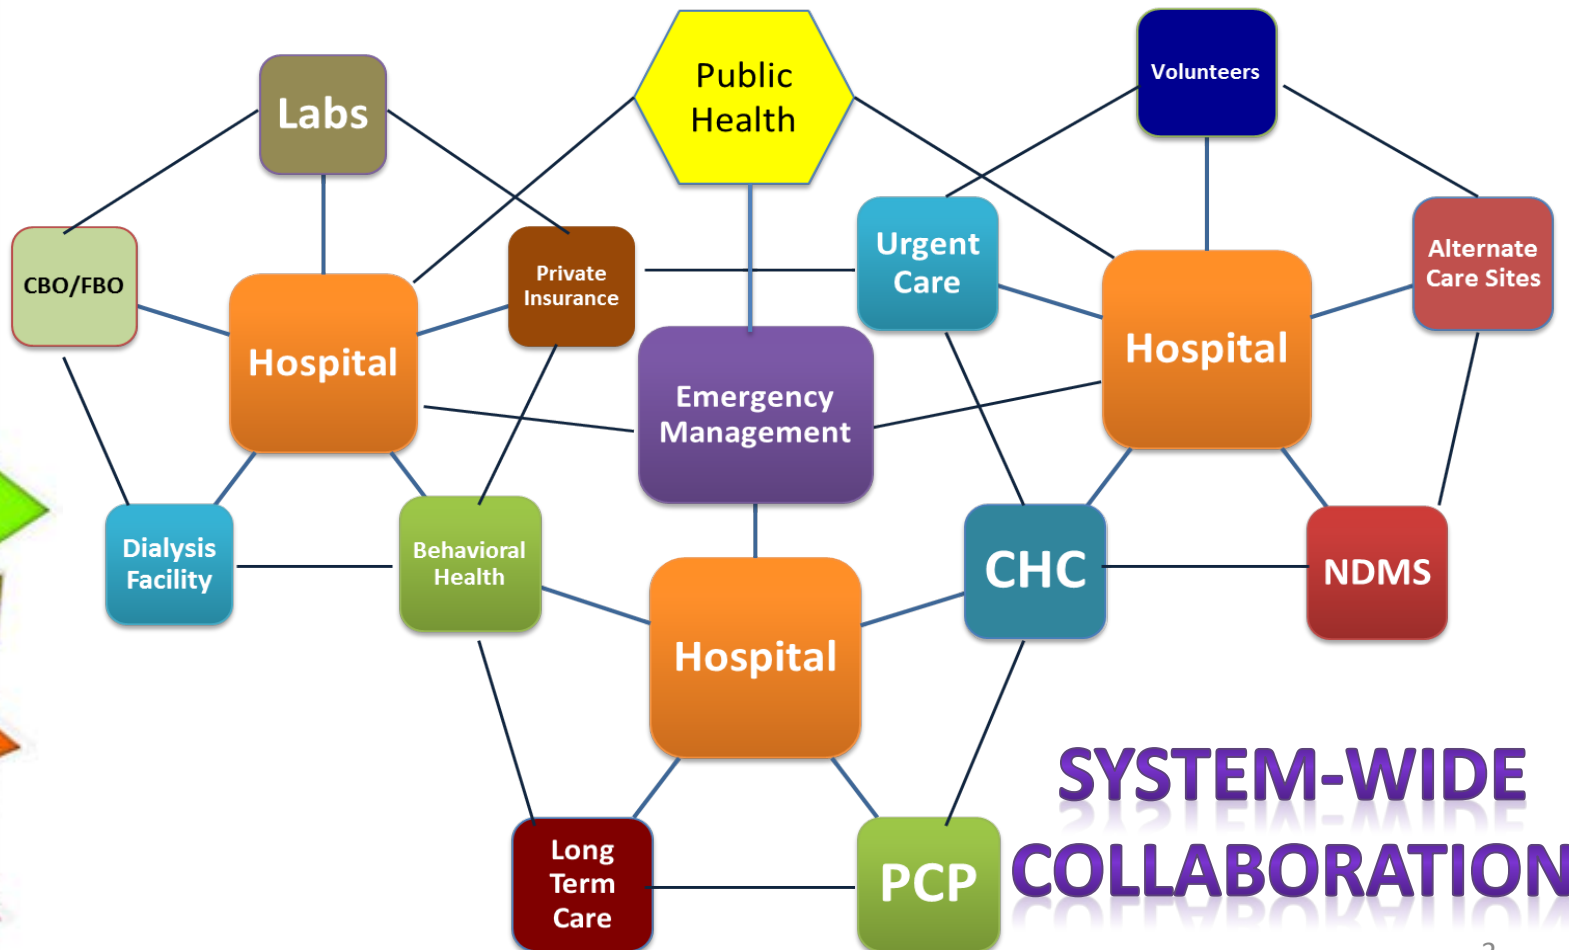 Public
Health
Volunteers
Labs
Urgent
Care
Alternate
Care Sites
CBO/FBO
Private
Insurance
Hospital
Hospital
Emergency
Management
Dialysis
Facility
Behavioral
Health
CHC
NDMS
Hospital
SYSTEM-WIDE
COLLABORATION
Long
Term
Care
PCP